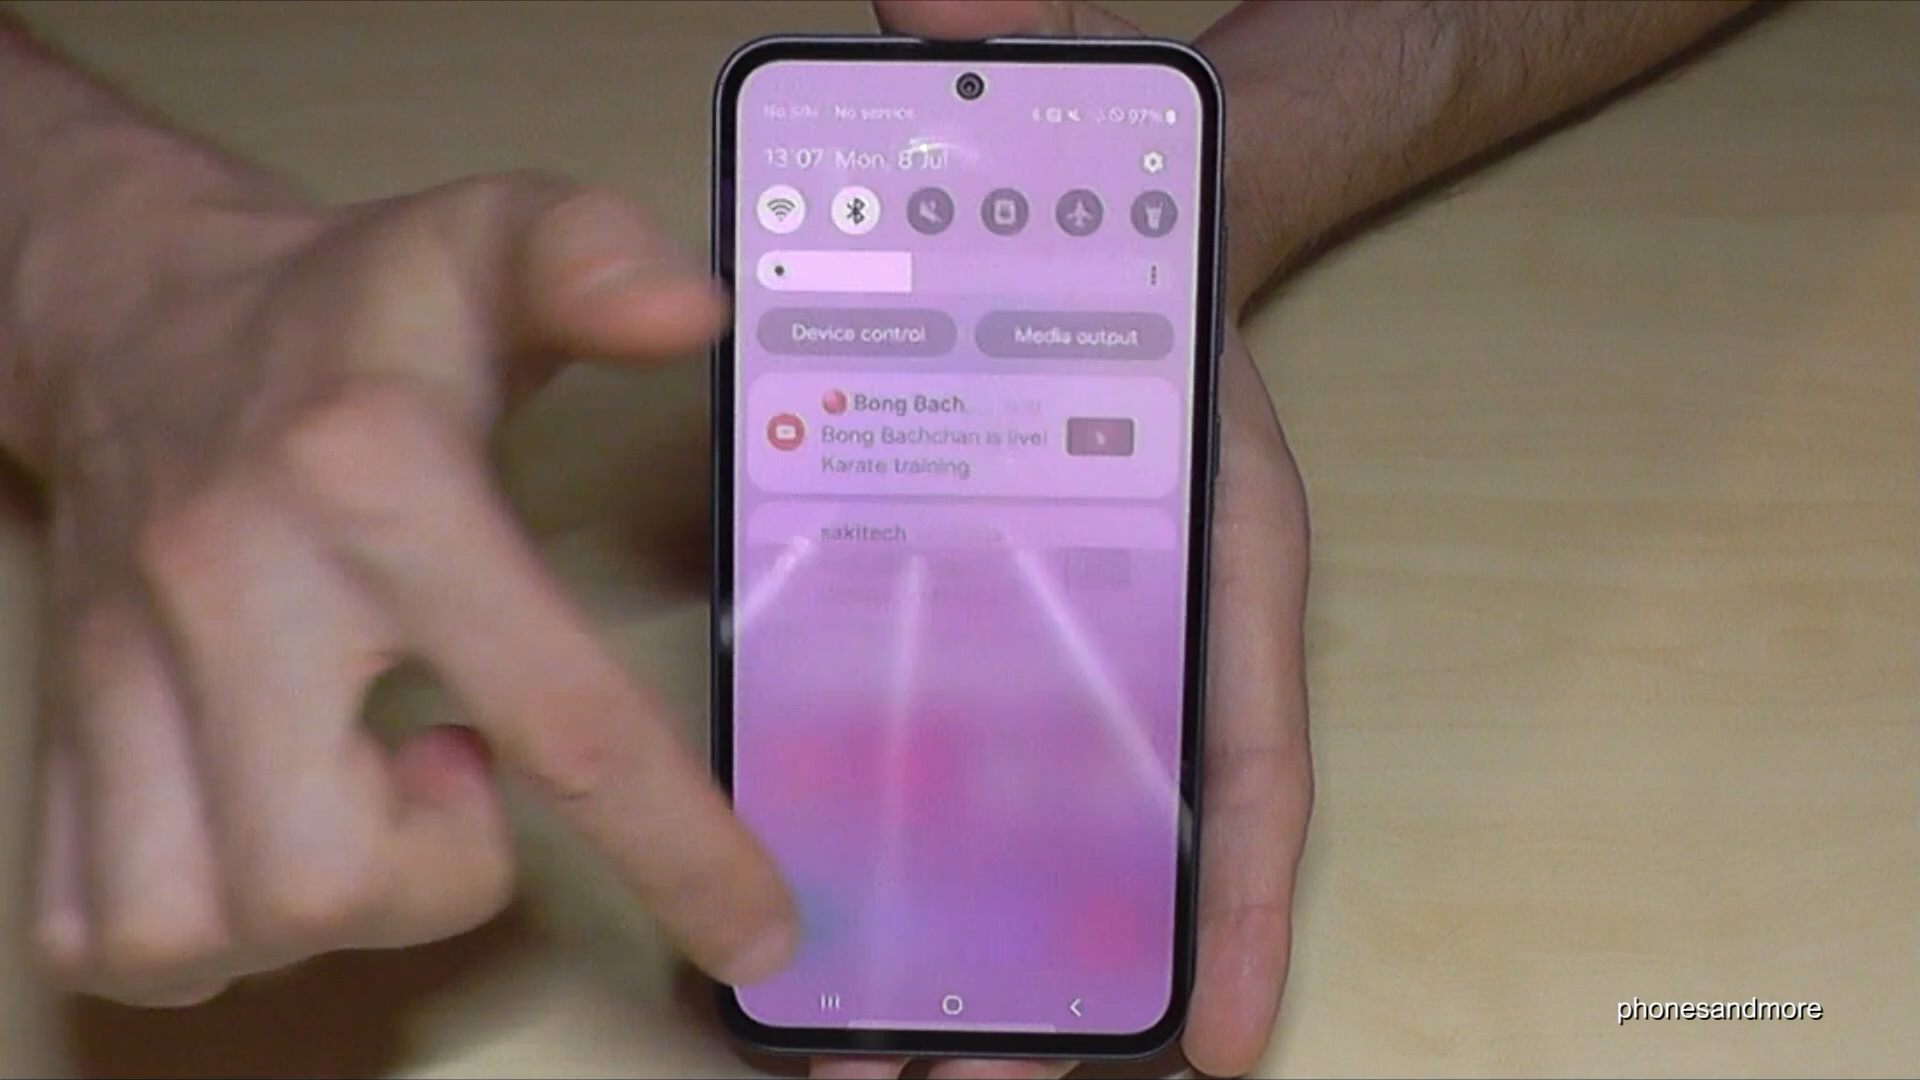 No SIM · No service
97%
13:07 Mon, 8 Jul
Device control
Media output
Bong Bach...
Bong Bachchan is live!
Karate training
sakitech
phonesandmore